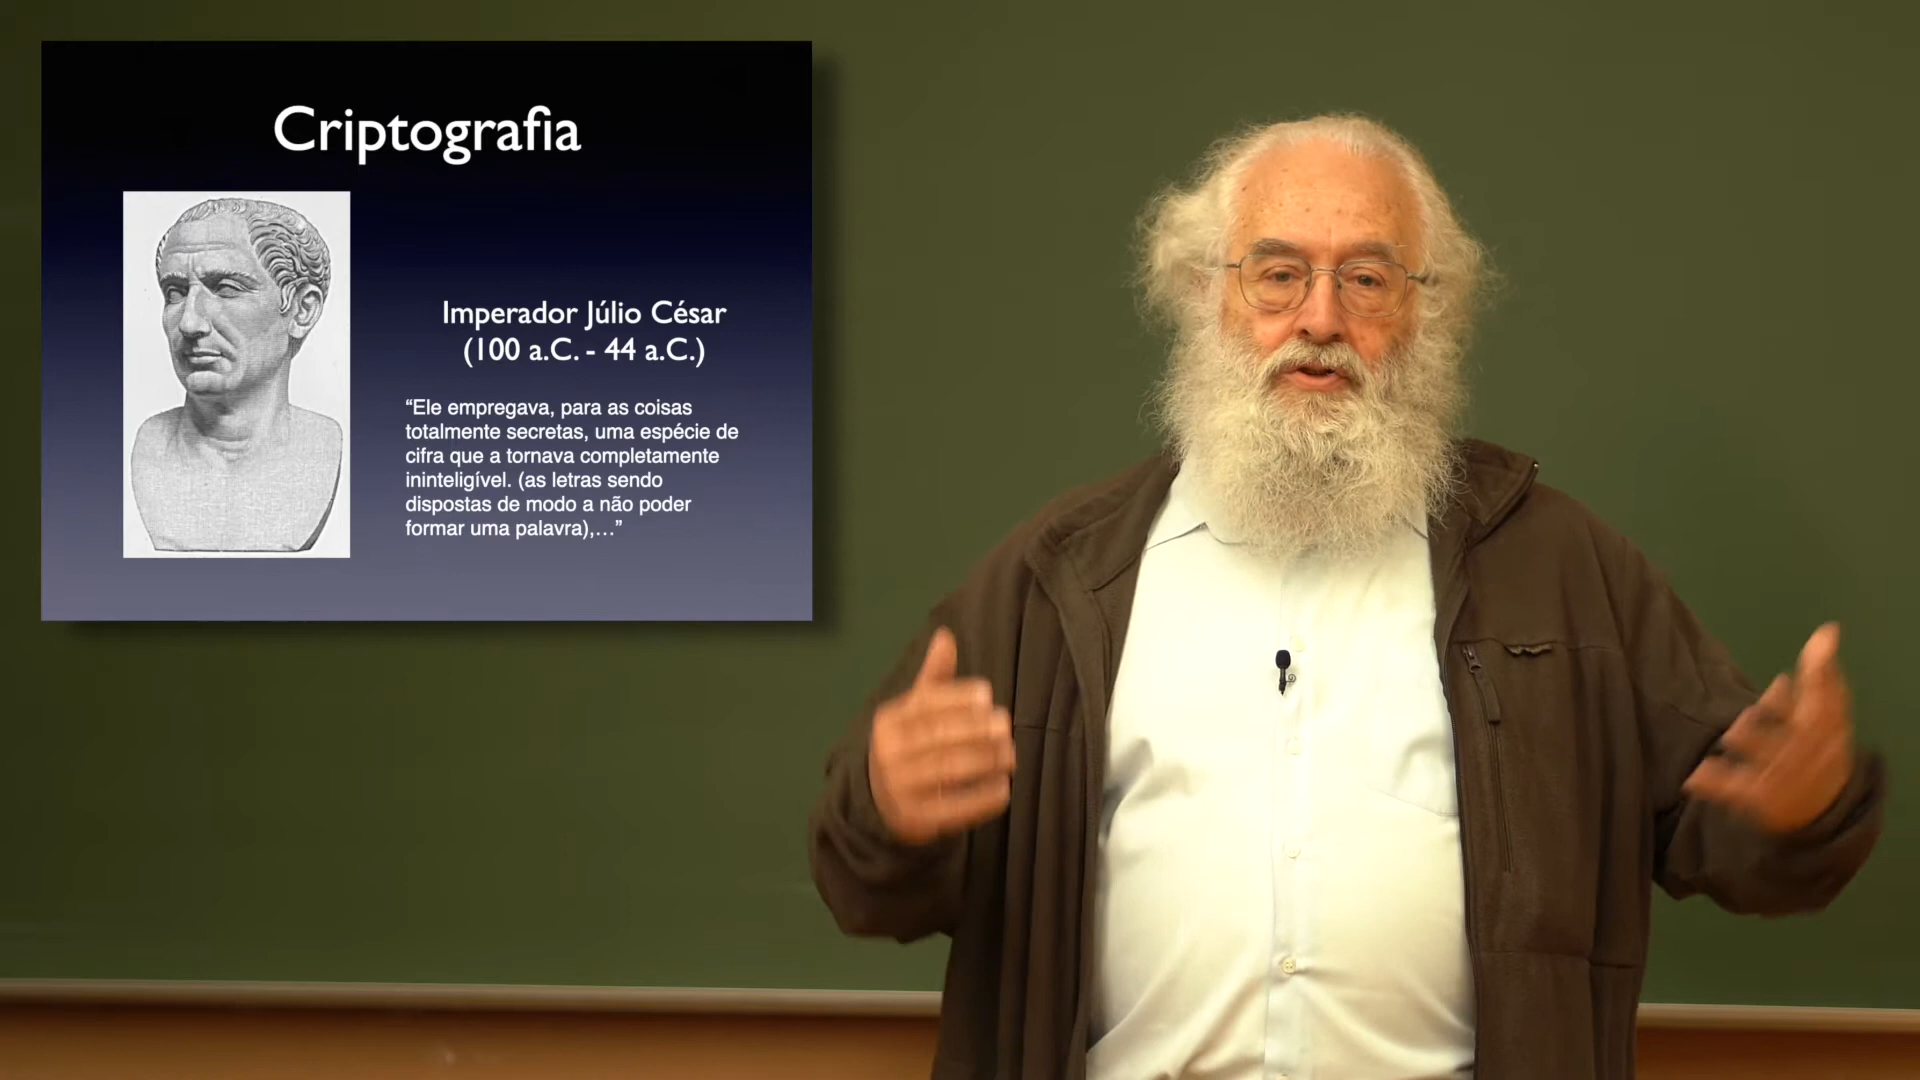 Criptografia
Imperador Júlio César
(100 a.C. - 44 a.C.)
“Ele empregava, para as coisas
totalmente secretas, uma espécie de
cifra que a tornava completamente
ininteligível. (as letras sendo
dispostas de modo a não poder
formar uma palavra),…”